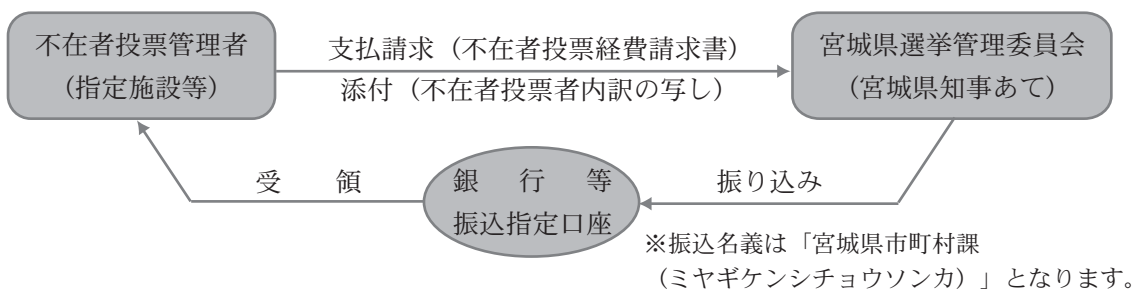 不在者投票管理者
(指定施設等)
支払請求(不在者投票経費請求書)
添付(不在者投票者内訳の写し)
宮城県選挙管理委員会
(宮城県知事あて)
受 領
銀 行 等
振込指定口座
振り込み
※振込名義は「宮城県市町村課
(ミヤギケンシチョウソンカ)」となります。